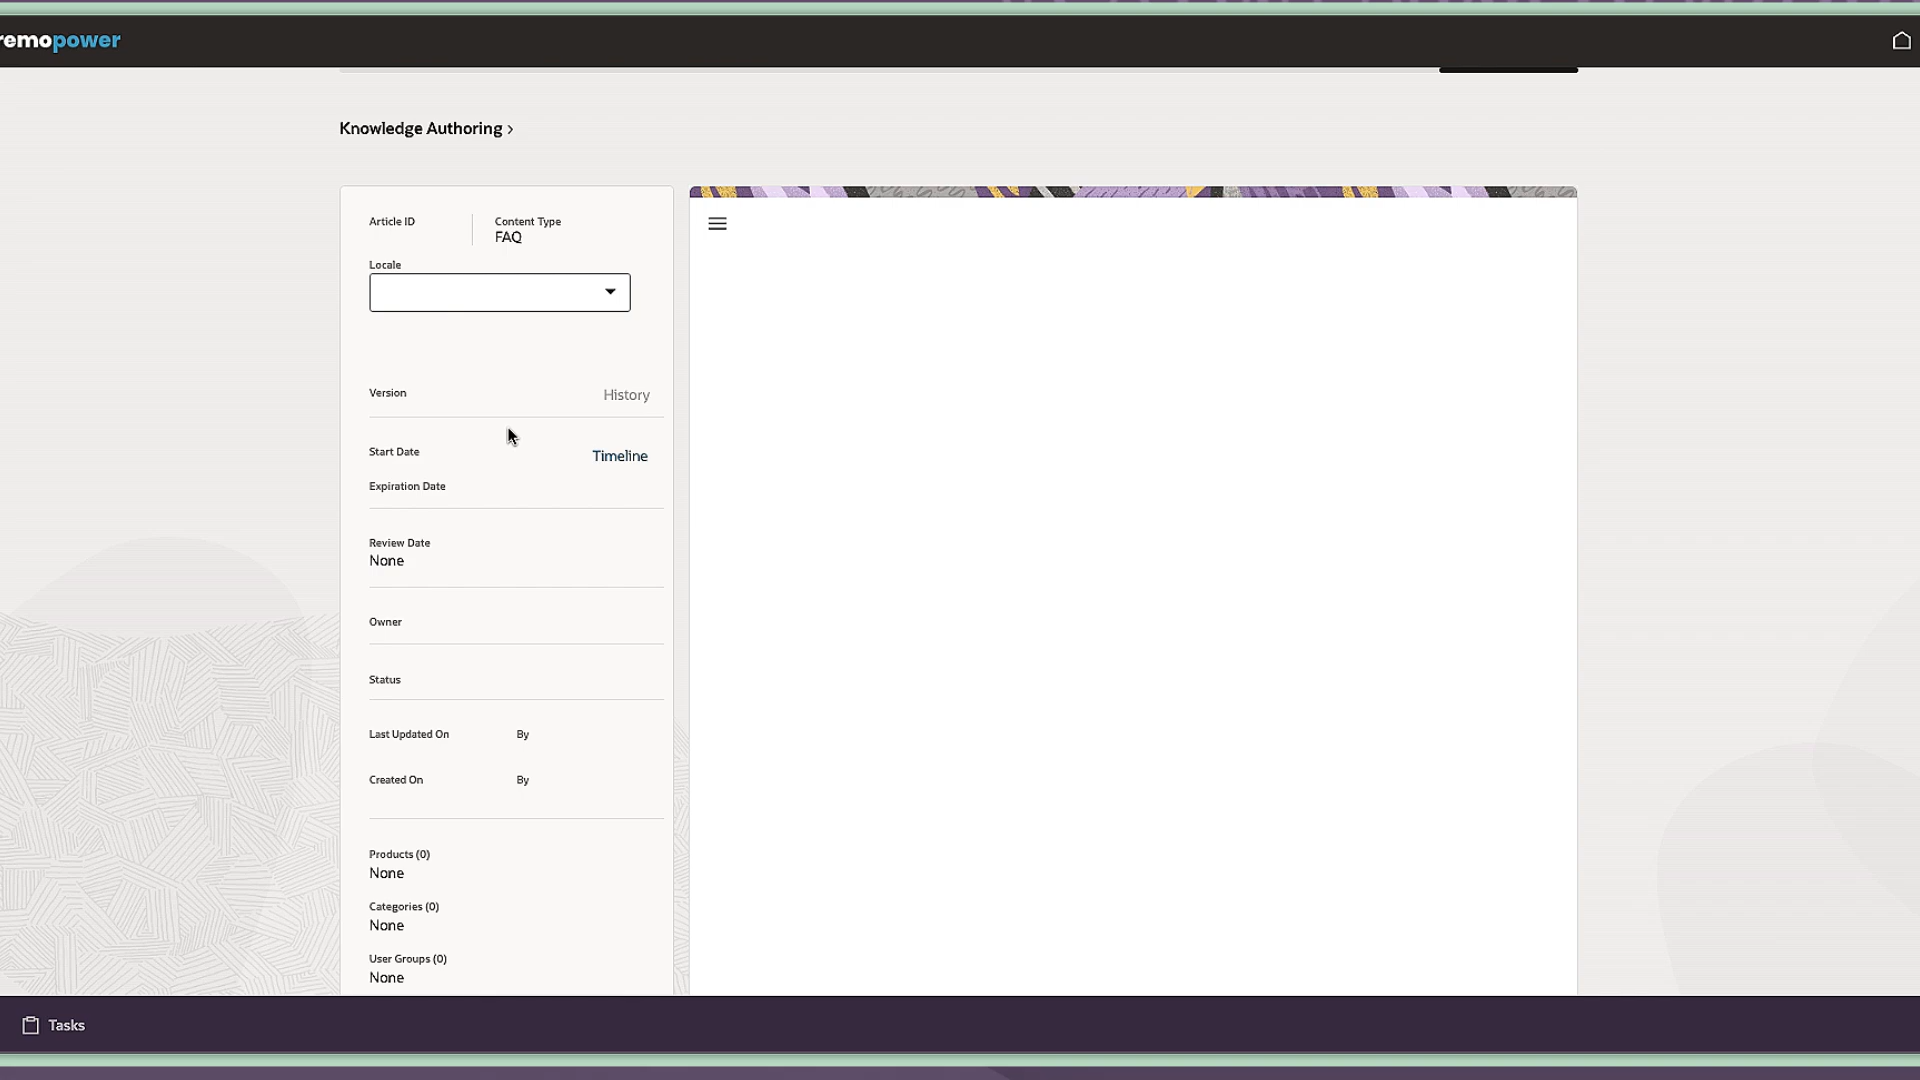 remopower
Knowledge Authoring >
Article ID
Content Type
FAQ
Locale
Version
History
Start Date
Timeline
Expiration Date
Review Date
None
Owner
Status
Last Updated On
By
Created On
By
Products (0)
None
Categories (0)
None
User Groups (0)
None
Tasks